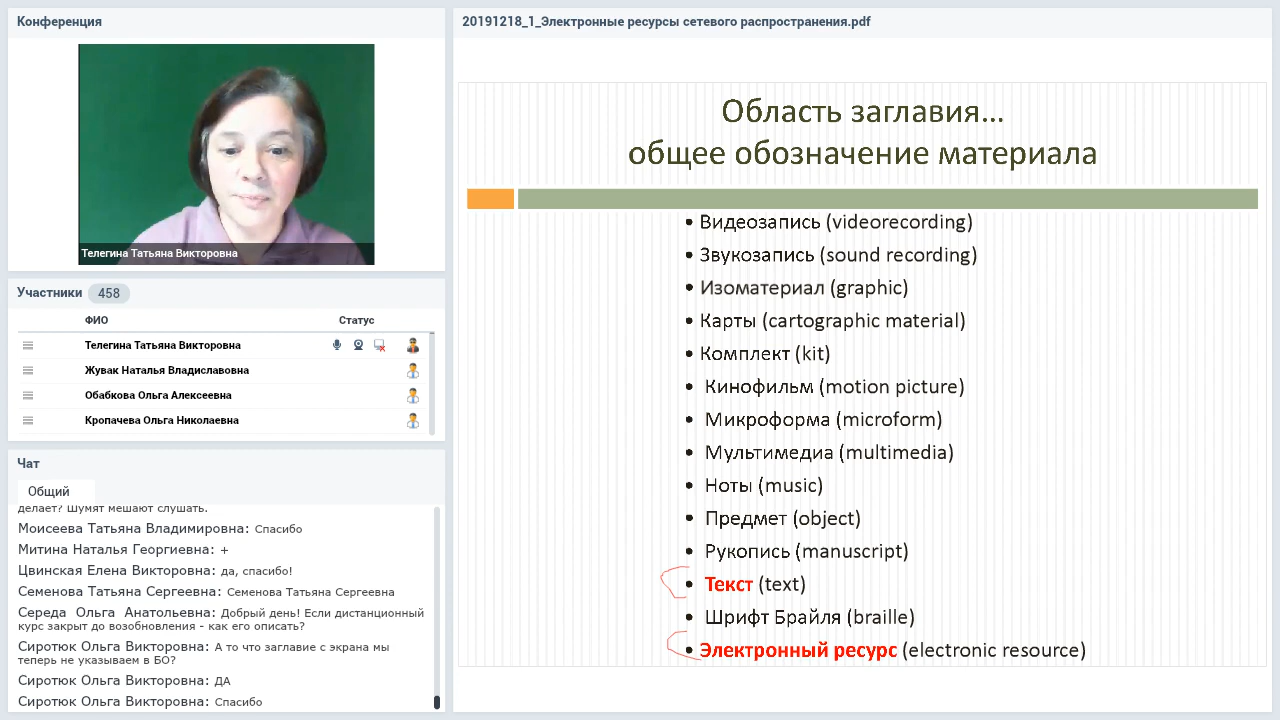 Конференция
Телегина Татьяна Викторовна
Участники 458
ФИО Статус
Телегина Татьяна Викторовна
Жувак Наталья Владиславовна
Обабкова Ольга Алексеевна
Кропачева Ольга Николаевна
Чат
Общий
делает? Шумят мешают слушать.
Моисеева Татьяна Владимировна: Спасибо
Митина Наталья Георгиевна: +
Цвинская Елена Викторовна: да, спасибо!
Семенова Татьяна Сергеевна: Семенова Татьяна Сергеевна
Середа Ольга Анатольевна: Добрый день! Если дистанционный
курс закрыт до возобновления - как его описать?
Сиротюк Ольга Викторовна: А то что заглавие с экрана мы
теперь не указываем в БО?
Сиротюк Ольга Викторовна: ДА
Сиротюк Ольга Викторовна: Спасибо
20191218_1_Электронные ресурсы сетевого распространения.pdf
Область заглавия...
общее обозначение материала
• Видеозапись (videorecording)
• Звукозапись (sound recording)
• Изоматериал (graphic)
• Карты (cartographic material)
• Комплект (kit)
• Кинофильм (motion picture)
• Микроформа (microform)
• Мультимедиа (multimedia)
• Ноты (music)
• Предмет (object)
• Рукопись (manuscript)
• Текст (text)
• Шрифт Брайля (braille)
• Электронный ресурс (electronic resource)